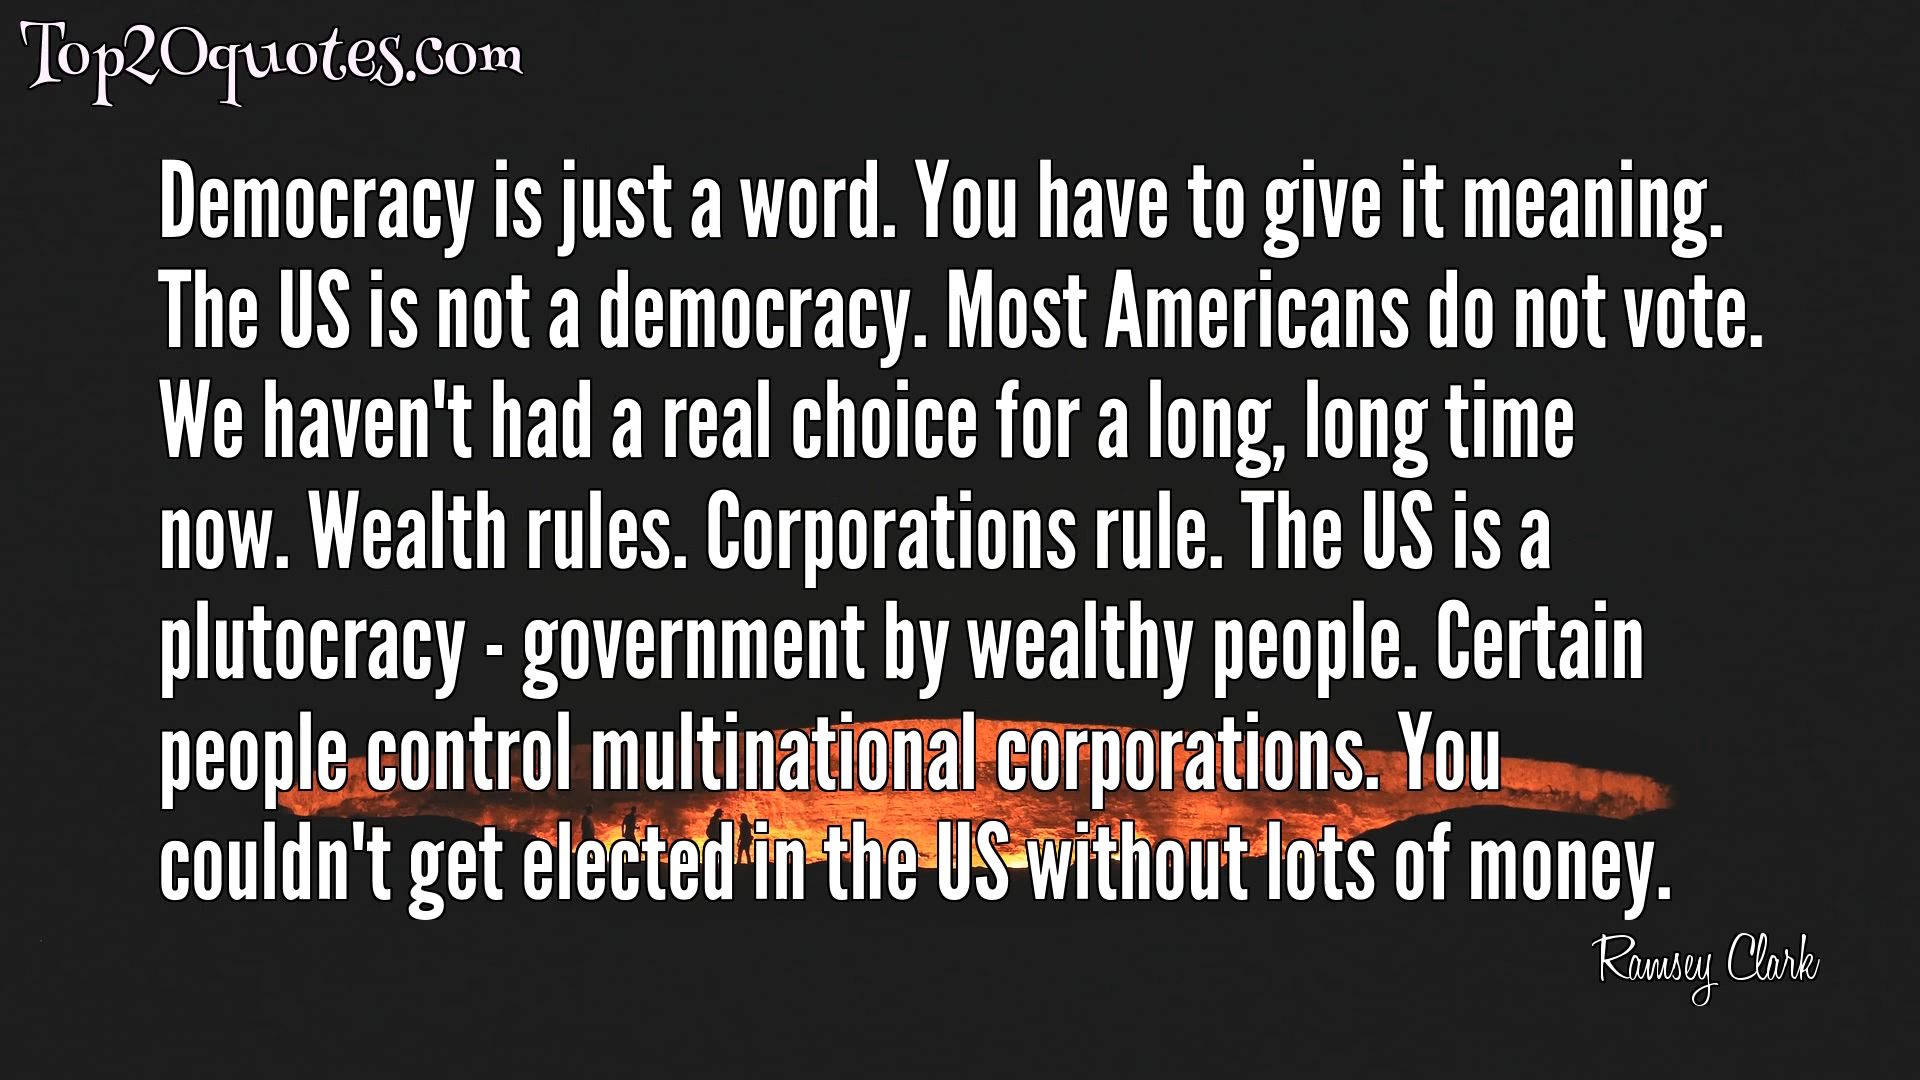 Top20quotes.com
Democracy is just a word. You have to give it meaning.
The US is not a democracy. Most Americans do not vote.
We haven't had a real choice for a long, long time
now. Wealth rules. Corporations rule. The US is a
plutocracy - government by wealthy people. Certain
people control multinational corporations. You
couldn't get elected in the US without lots of money.
Ramsey Clark